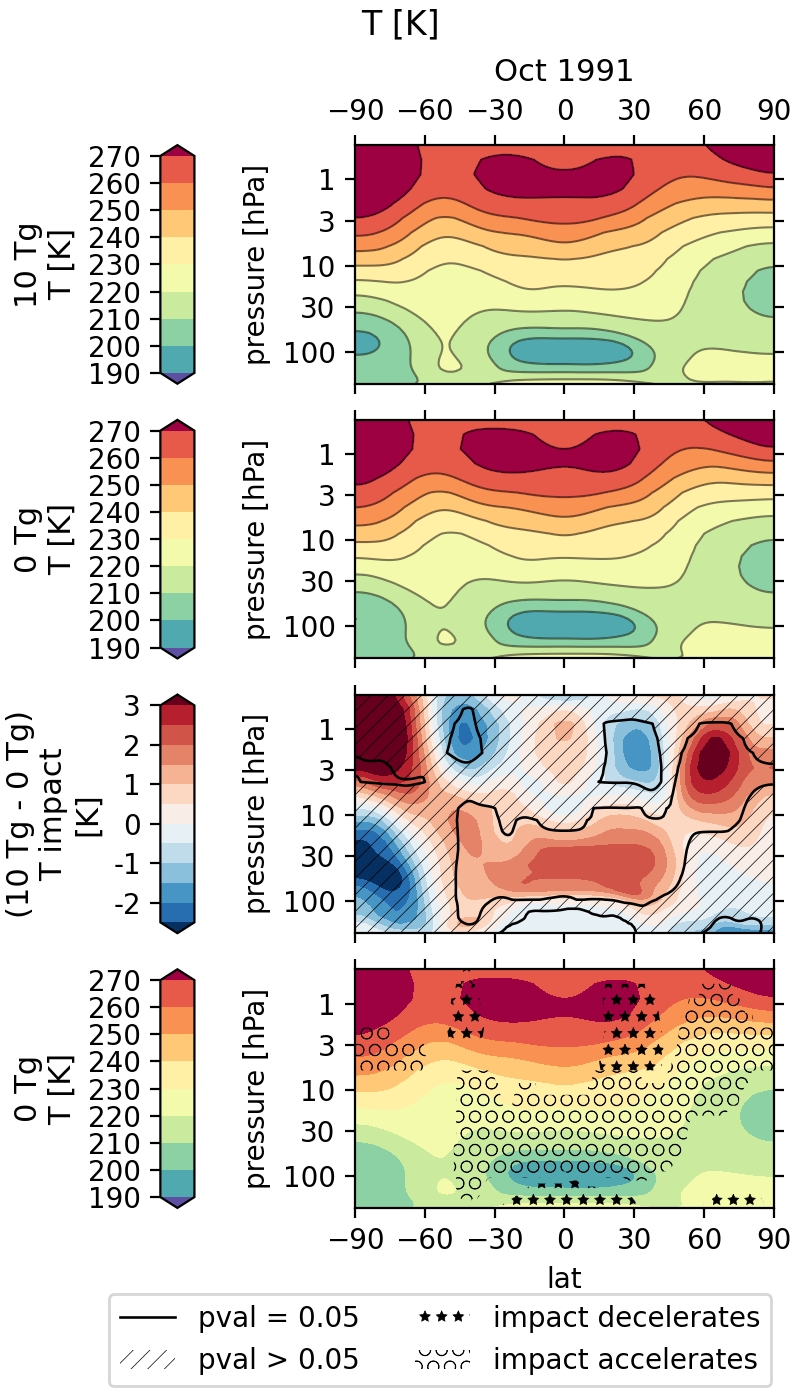 T [K]
Oct 1991
−90 −60 −30 0 30 60 90
10 Tg
T [K]
270
260
250
240
230
220
210
200
190
pressure [hPa]
1
3
10
30
100
0 Tg
T [K]
270
260
250
240
230
220
210
200
190
pressure [hPa]
1
3
10
30
100
(10 Tg - 0 Tg)
T impact
[K]
3
2
1
0
-1
-2
pressure [hPa]
1
3
10
30
100
0 Tg
T [K]
270
260
250
240
230
220
210
200
190
pressure [hPa]
1
3
10
30
100
−90 −60 −30 0 30 60 90
lat
pval = 0.05
pval > 0.05
impact decelerates
impact accelerates